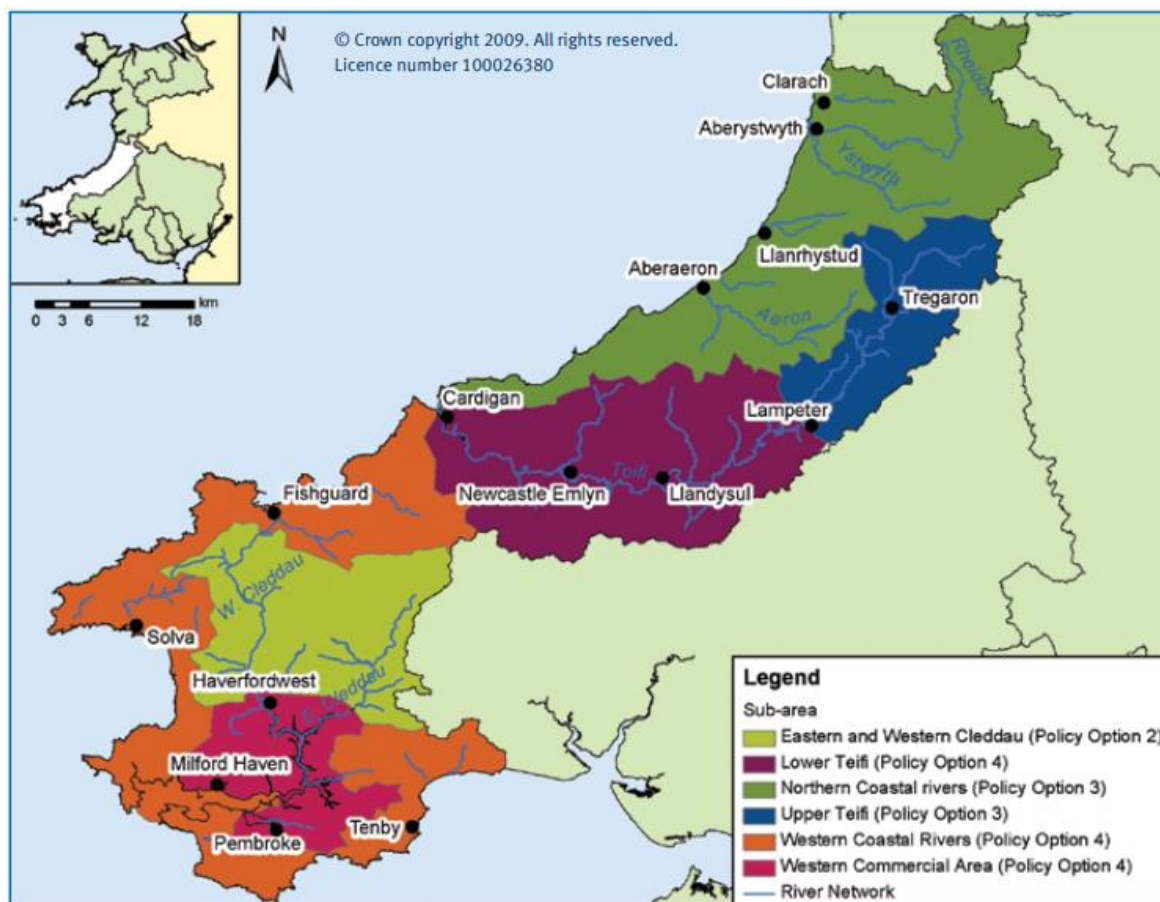 © Crown copyright 2009. All rights reserved.
Licence number 100026380
N
km
0 3 6 12 18
Rheidol
Clarach
Aberystwyth
Ystwyth
Llanrhystud
Aberaeron
Tregaron
Aeron
Cardigan
Lampeter
Teifi
Newcastle Emlyn
Llandysul
Fishguard
W. Cleddau
Solva
Haverfordwest
E. Cleddau
Milford Haven
Pembroke
Tenby
Legend
Sub-area
Eastern and Western Cleddau (Policy Option 2)
Lower Teifi (Policy Option 4)
Northern Coastal rivers (Policy Option 3)
Upper Teifi (Policy Option 3)
Western Coastal Rivers (Policy Option 4)
Western Commercial Area (Policy Option 4)
River Network